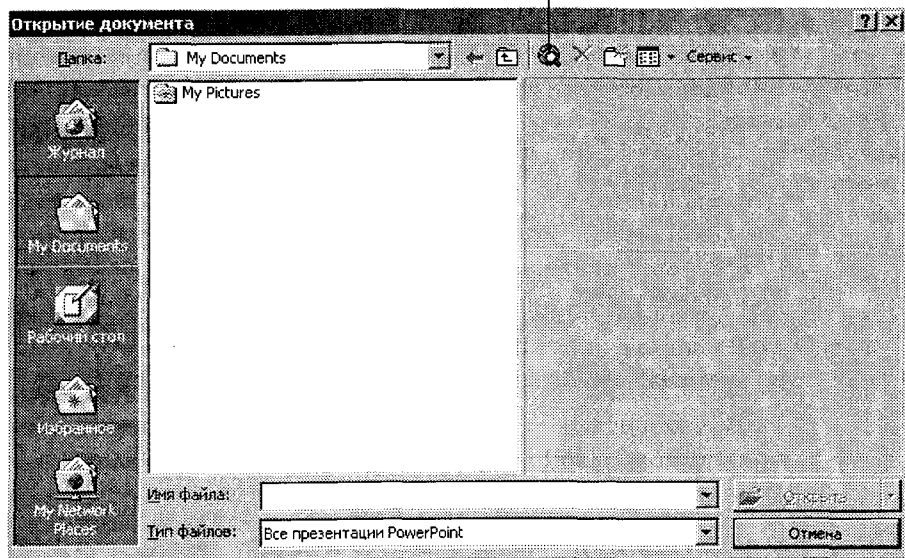 Открытие документа
Папка:
My Documents
Сервис
My Pictures
Журнал
My Documents
Рабочий стол
Избранное
My Network Places
Имя файла:
Открыть
Тип файлов:
Все презентации PowerPoint
Отмена